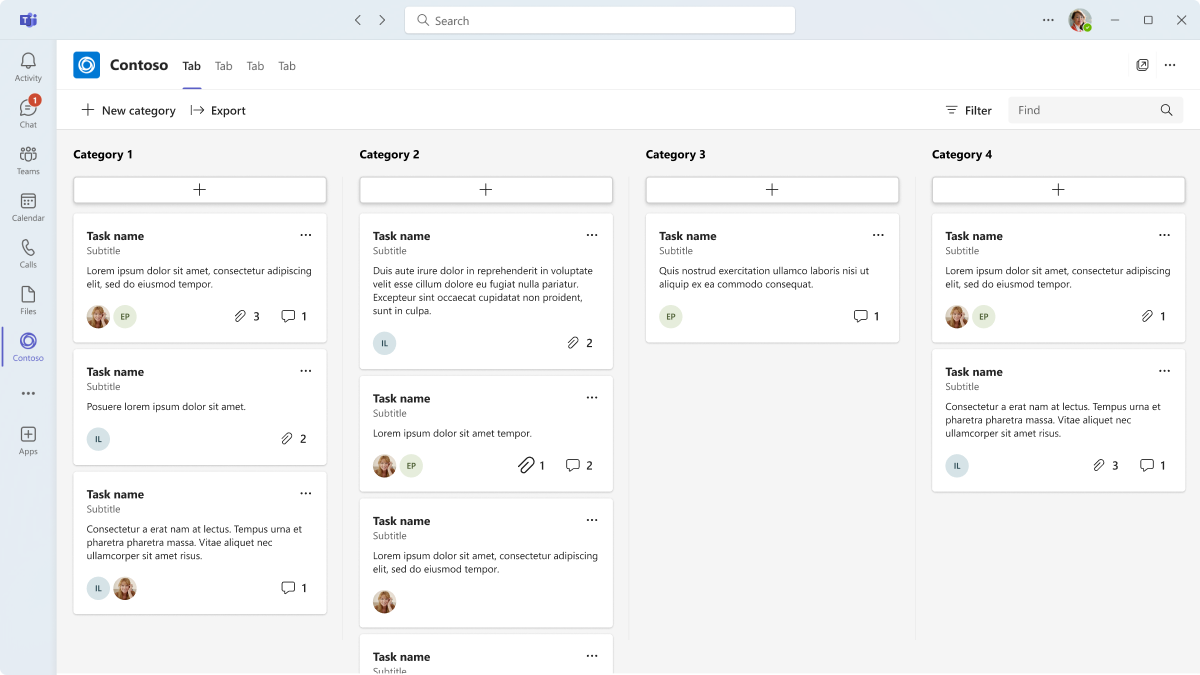 Search
Activity
1
Chat
Teams
Calendar
Calls
Files
Contoso
Apps
Contoso
Tab
Tab
Tab
Tab
New category
Export
Filter
Find
Category 1
Task name
Subtitle
Lorem ipsum dolor sit amet, consectetur adipiscing
elit, sed do eiusmod tempor.
EP
3
1
Task name
Subtitle
Posuere lorem ipsum dolor sit amet.
IL
2
Task name
Subtitle
Consectetur a erat nam at lectus. Tempus urna et
pharetra pharetra massa. Vitae aliquet nec
ullamcorper sit amet risus.
IL
1
Category 2
Task name
Subtitle
Duis aute irure dolor in reprehenderit in voluptate
velit esse cillum dolore eu fugiat nulla pariatur.
Excepteur sint occaecat cupidatat non proident,
sunt in culpa.
IL
2
Task name
Subtitle
Lorem ipsum dolor sit amet tempor.
EP
1
2
Task name
Subtitle
Lorem ipsum dolor sit amet, consectetur adipiscing
elit, sed do eiusmod tempor.
Task name
Subtitle
Category 3
Task name
Subtitle
Quis nostrud exercitation ullamco laboris nisi ut
aliquip ex ea commodo consequat.
EP
1
Category 4
Task name
Subtitle
Lorem ipsum dolor sit amet, consectetur adipiscing
elit, sed do eiusmod tempor.
EP
1
Task name
Subtitle
Consectetur a erat nam at lectus. Tempus urna et
pharetra pharetra massa. Vitae aliquet nec
ullamcorper sit amet risus.
IL
3
1